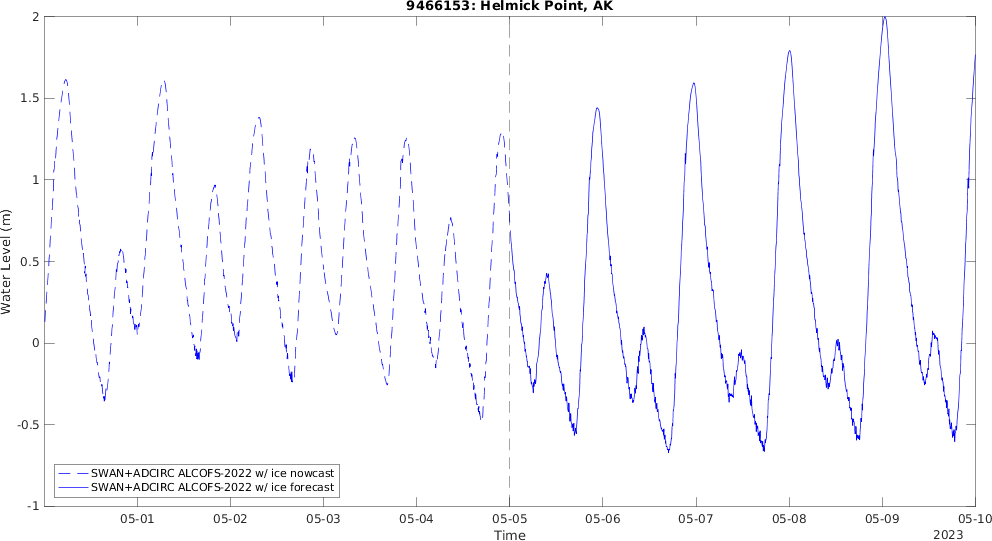 9466153: Helmick Point, AK
2
1.5
1
0.5
0
-0.5
-1
Water Level (m)
SWAN+ADCIRC ALCOFS-2022 w/ ice nowcast
SWAN+ADCIRC ALCOFS-2022 w/ ice forecast
05-01 05-02 05-03 05-04 05-05 05-06 05-07 05-08 05-09 05-10
Time
2023